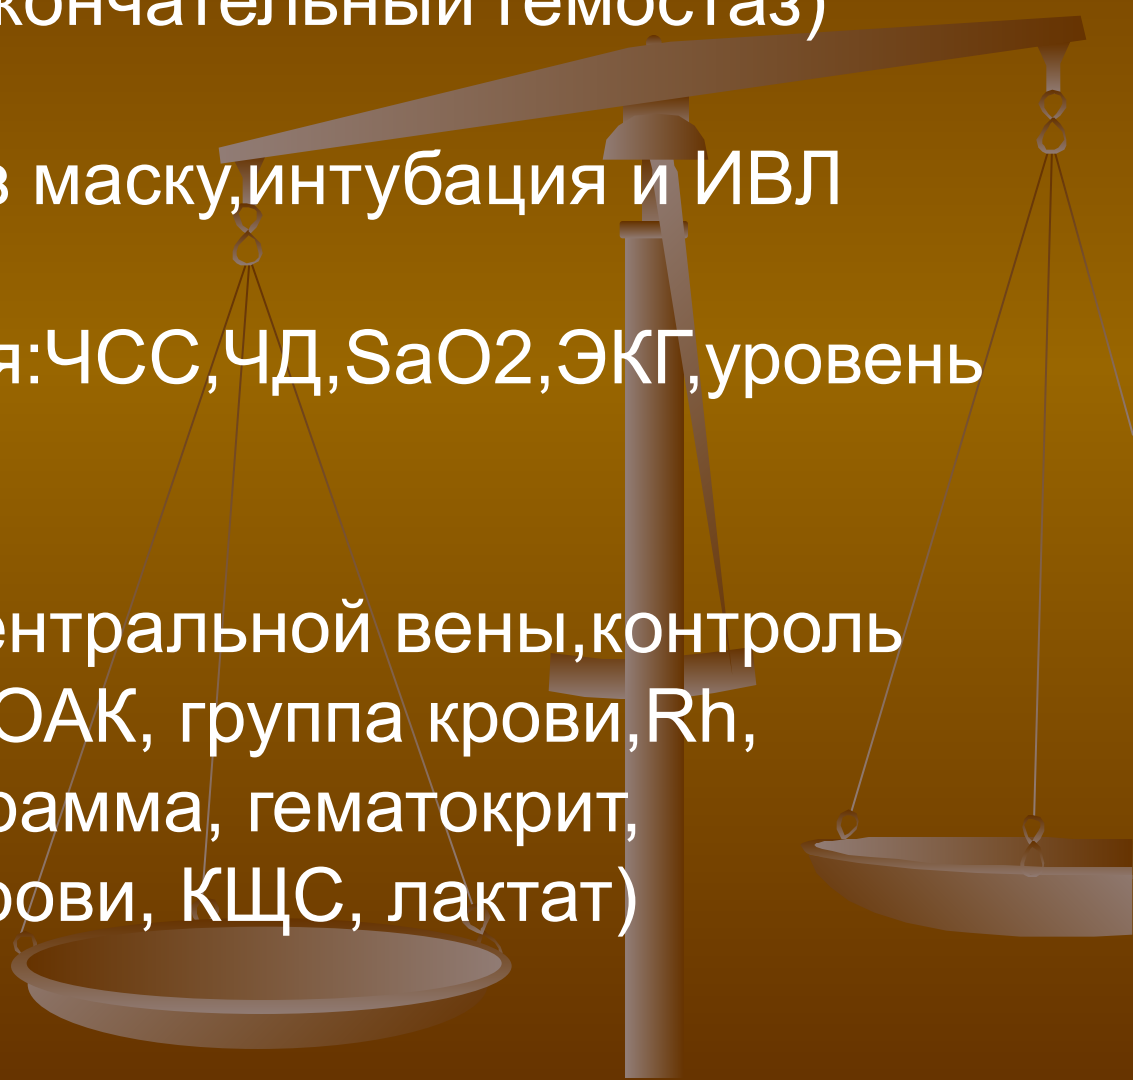 кончательный гемостаз)
в маску,интубация и ИВЛ
я:ЧСС,ЧД,SaO2,ЭКГ,уровень
ентральной вены,контроль
ОАК, группа крови,Rh,
рамма, гематокрит,
рови, КЩС, лактат)